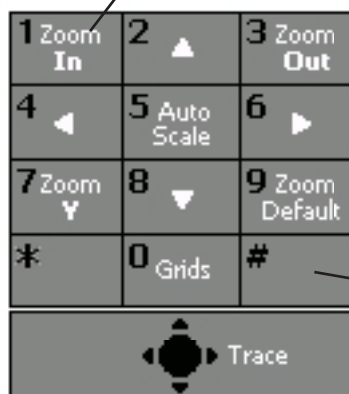 1 Zoom In
2
3 Zoom Out
4
5 Auto Scale
6
7 Zoom Y
8
9 Zoom Default
*
0 Grids
#
Trace